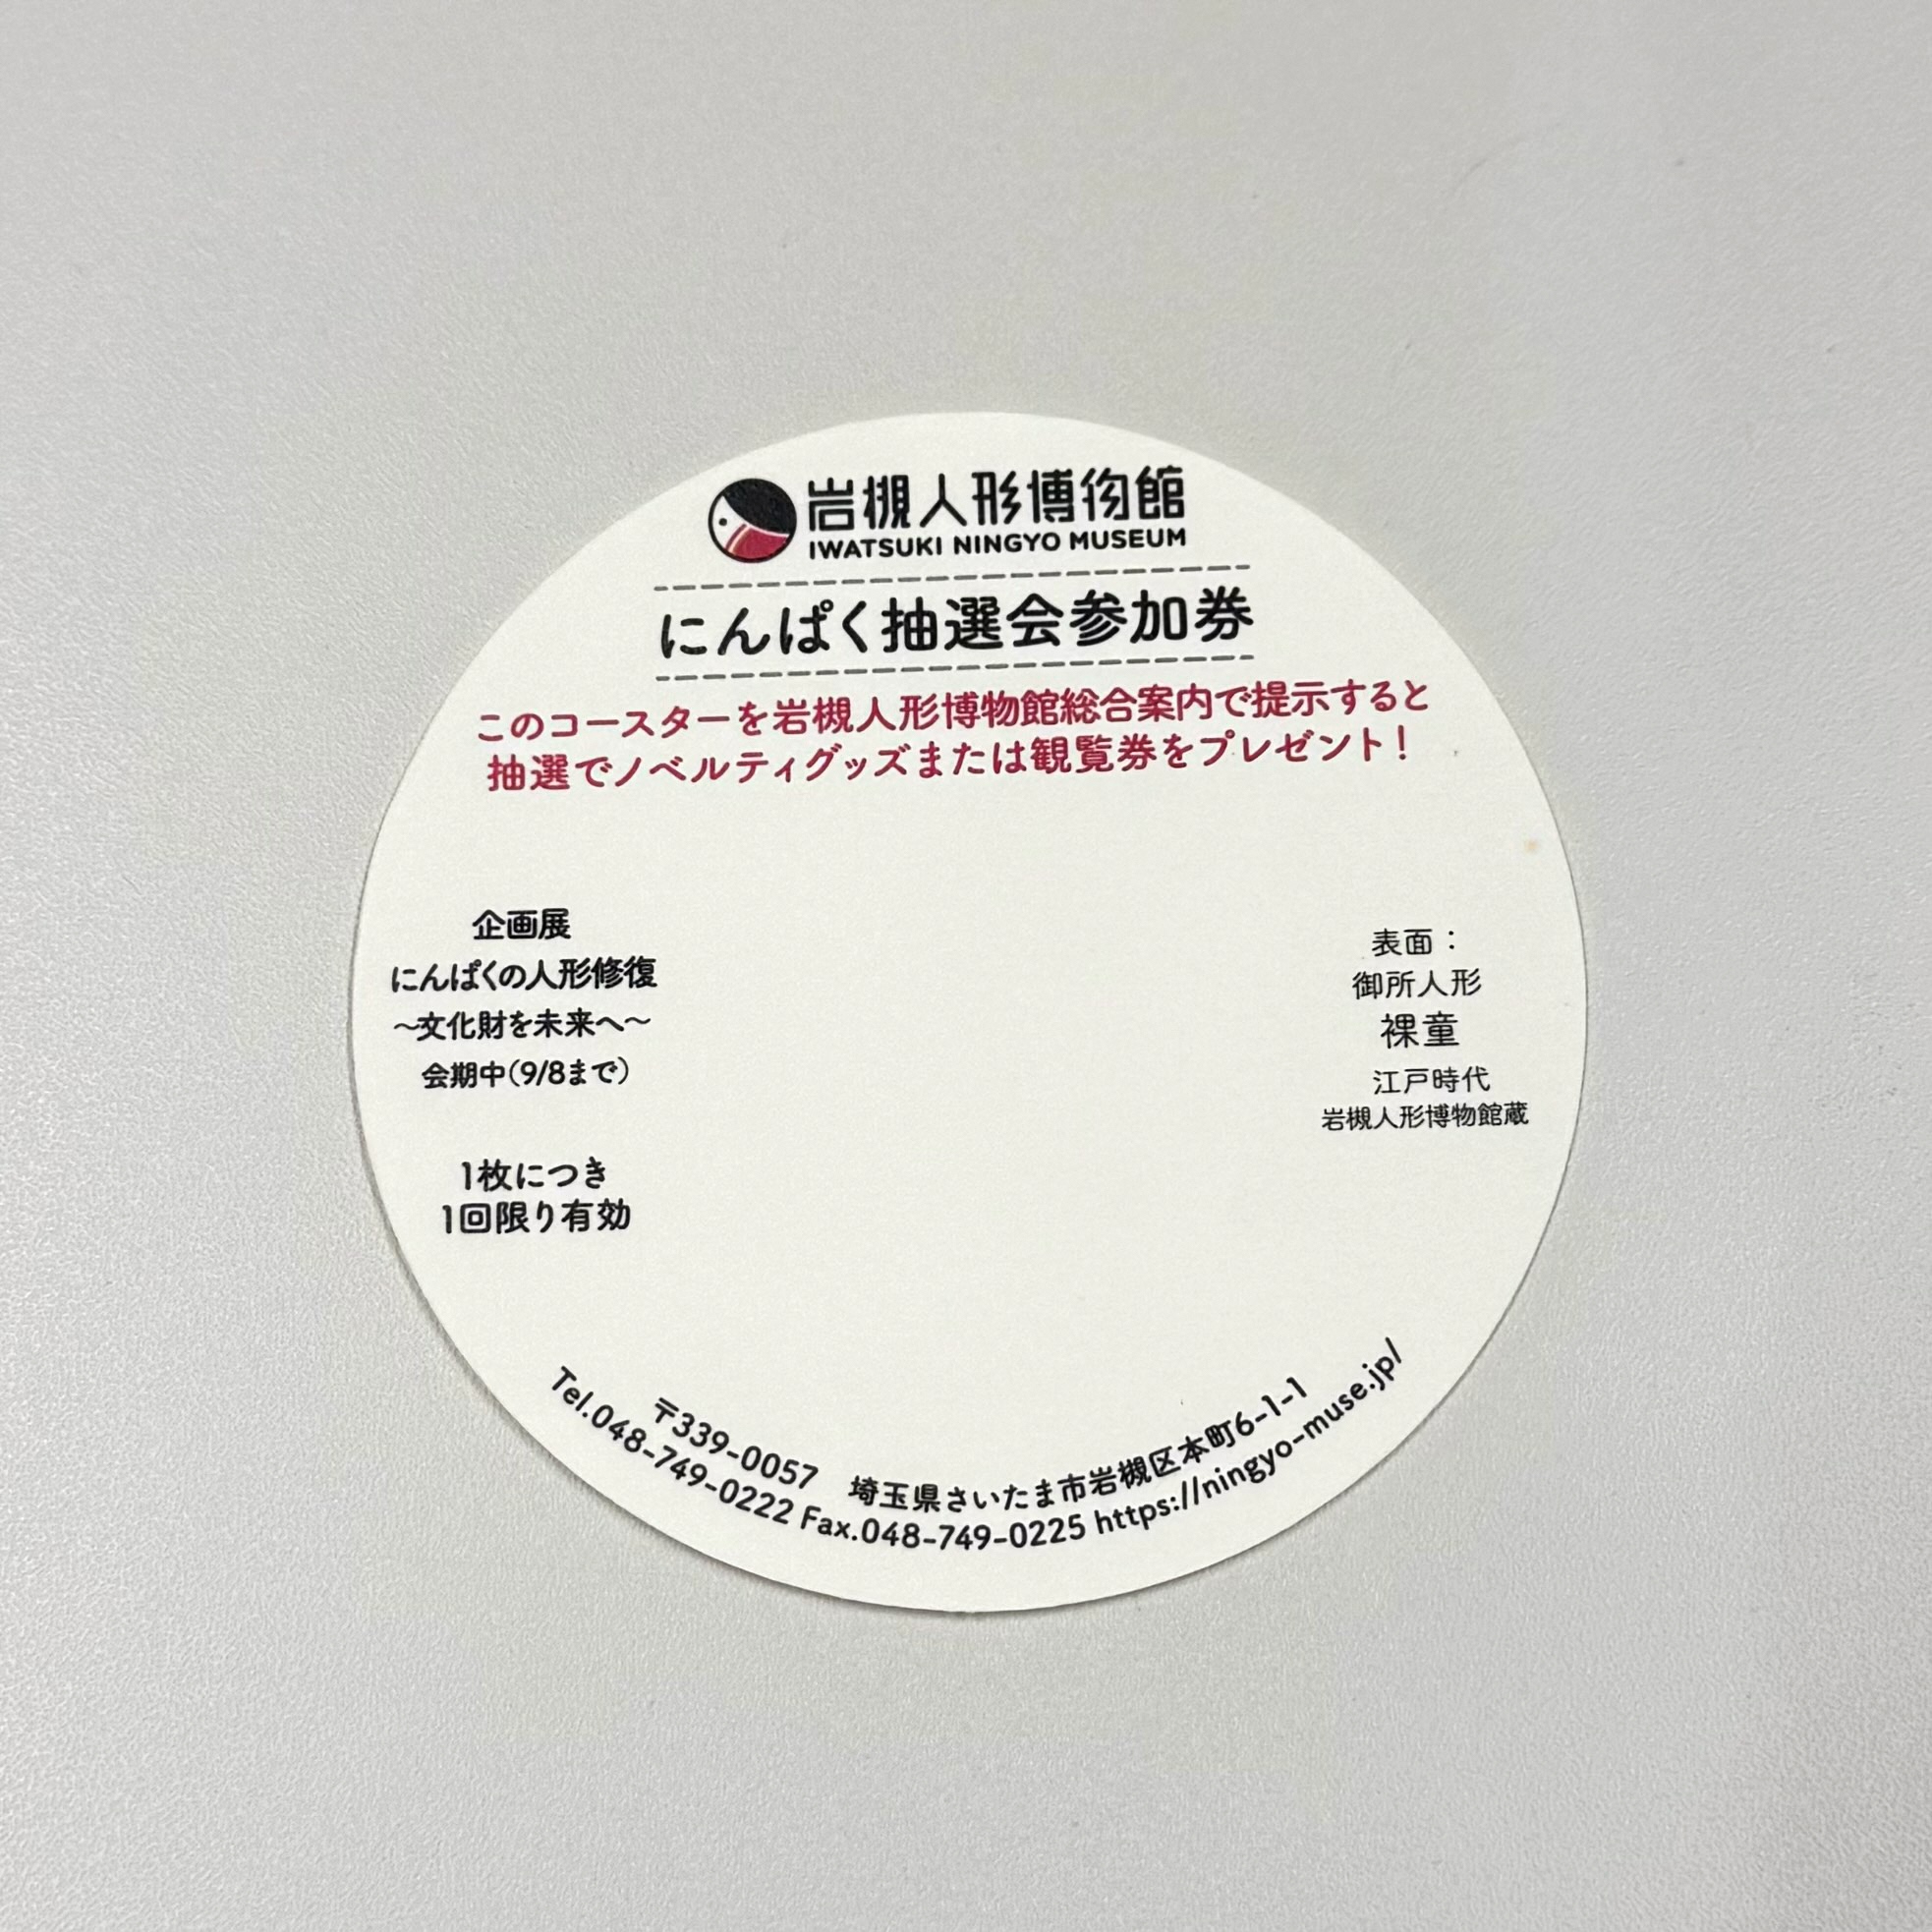 岩槻人形博物館
IWATSUKI NINGYO MUSEUM
にんぱく抽選会参加券
このコースターを岩槻人形博物館総合案内で提示すると
抽選でノベルティグッズまたは観覧券をプレゼント！
企画展
にんぱくの人形修復
～文化財を未来へ～
会期中(9/8まで)
1枚につき
1回限り有効
表面：
御所人形
裸童
江戸時代
岩槻人形博物館蔵
〒339-0057 埼玉県さいたま市岩槻区本町6-1-1
Tel.048-749-0222 Fax.048-749-0225 https://ningyo-muse.jp/